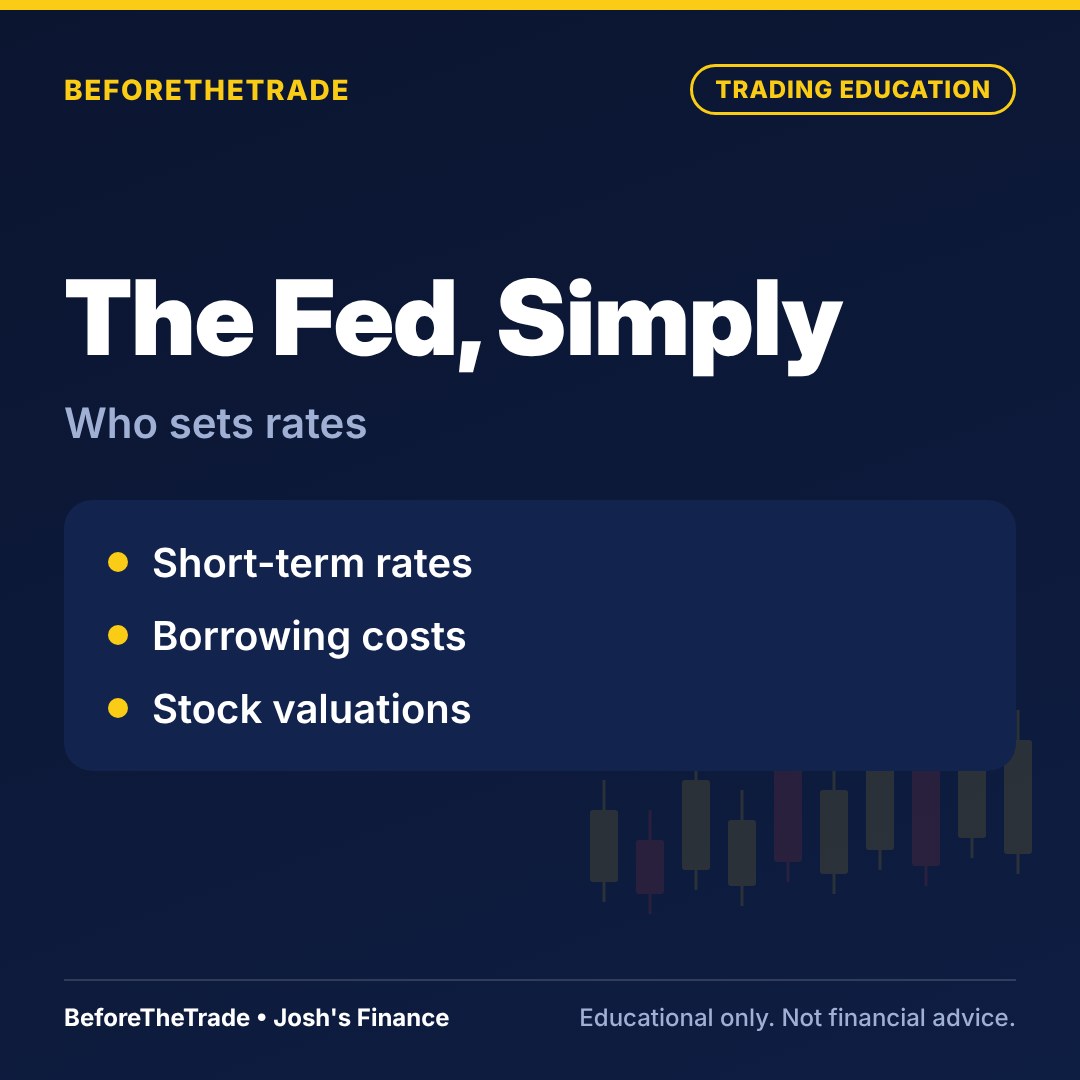 BEFORETHETRADE
TRADING EDUCATION
The Fed, Simply
Who sets rates
Short-term rates
Borrowing costs
Stock valuations
BeforeTheTrade • Josh's Finance
Educational only. Not financial advice.